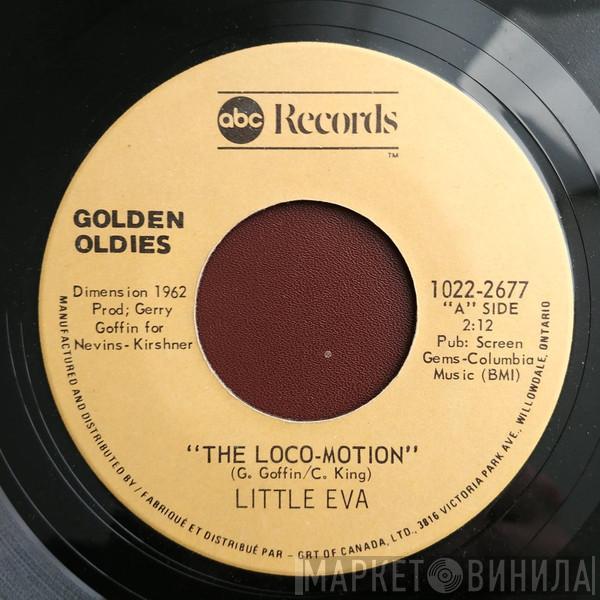 abc Records
TM
GOLDEN
OLDIES
Dimension 1962
Prod; Gerry
Goffin for
Nevins-Kirshner
1022-2677
"A" SIDE
2:12
Pub: Screen
Gems-Columbia
Music (BMI)
"THE LOCO-MOTION"
(G. Goffin/C. King)
LITTLE EVA
MANUFACTURED AND DISTRIBUTED BY / FABRIQUÉ ET DISTRIBUÉ PAR - GRT OF CANADA, LTD., 3816 VICTORIA PARK AVE., WILLOWDALE, ONTARIO
МАРКЕТ ВИНИЛА